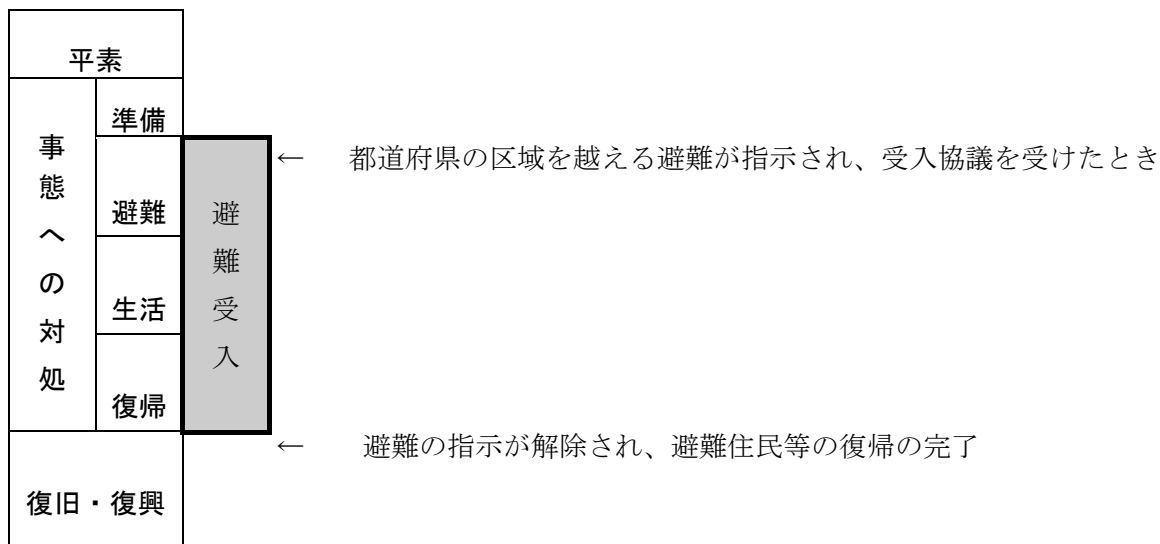 平素
事態への対処
準備
避難
生活
復帰
避難受入
← 都道府県の区域を越える避難が指示され、受入協議を受けたとき
← 避難の指示が解除され、避難住民等の復帰の完了
復旧・復興